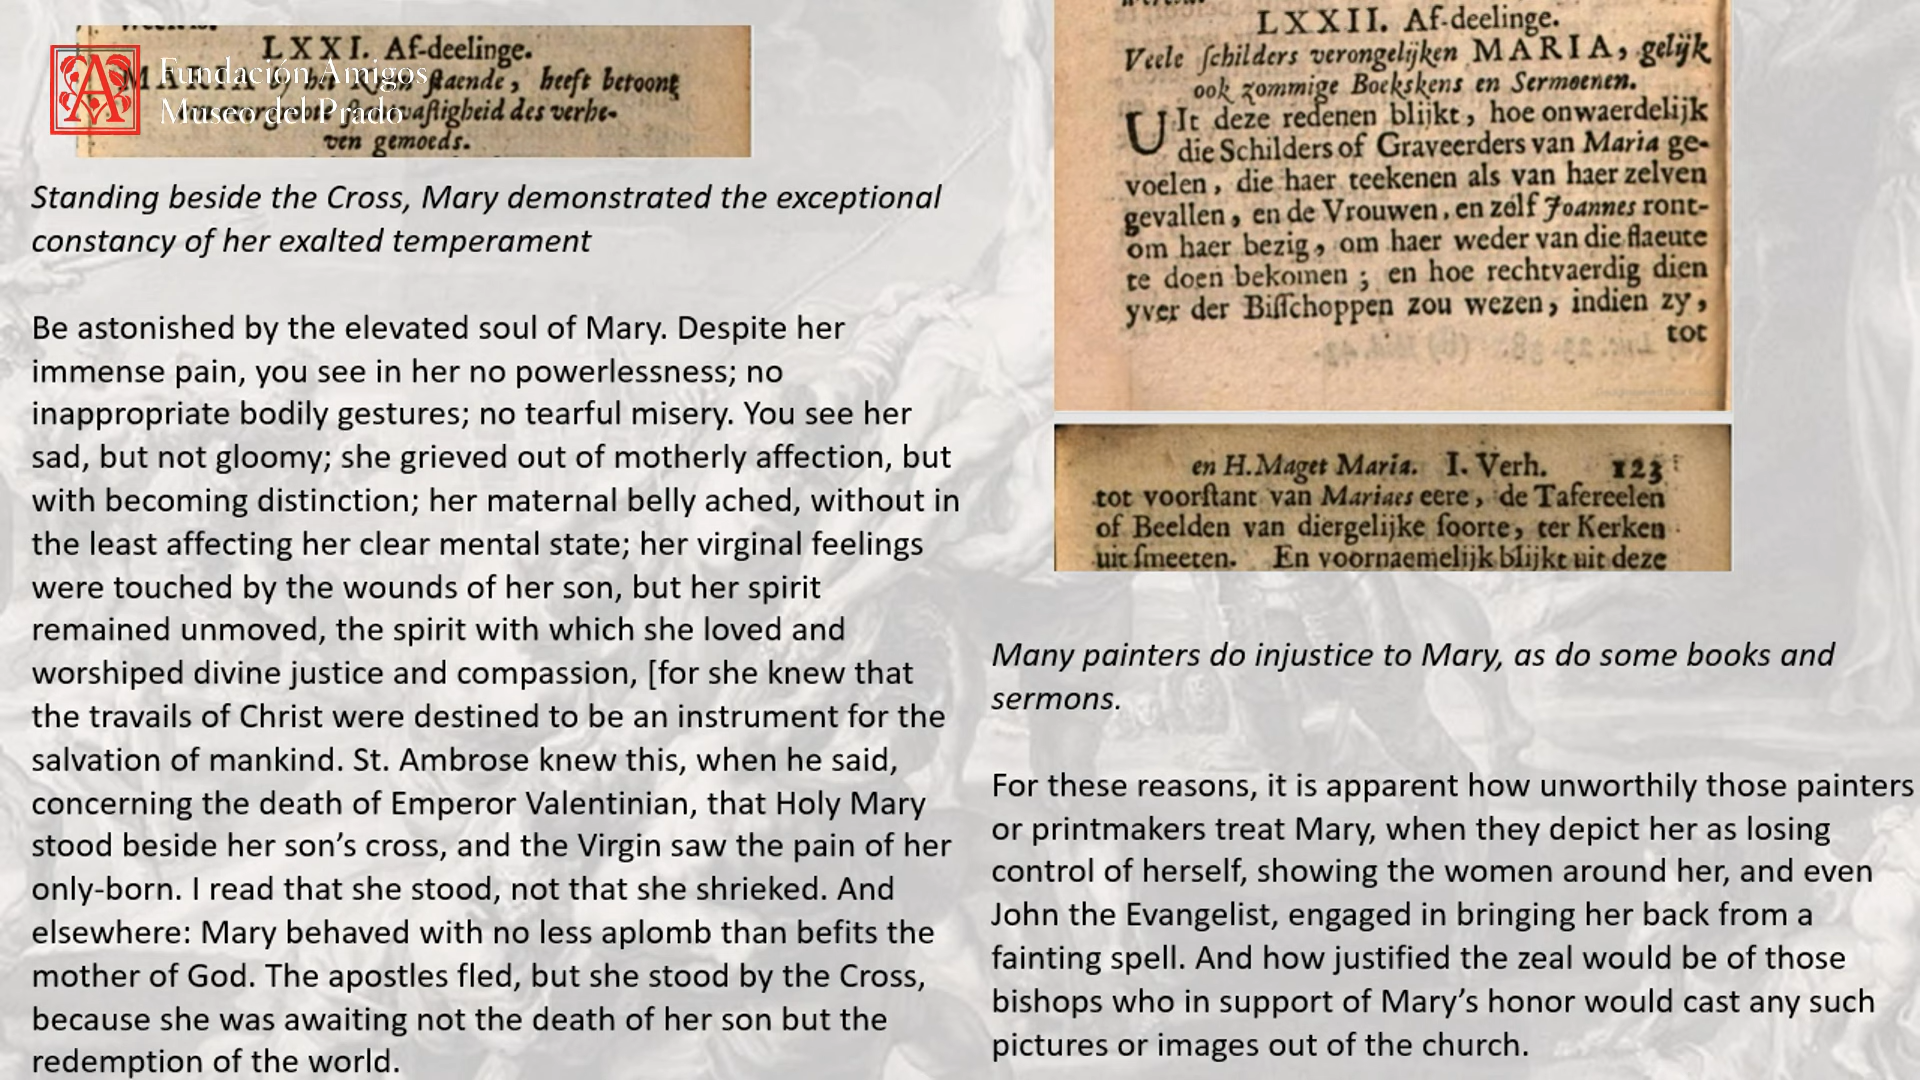 LXXI. Af-deelinge.
MARIA by het Kruis staende, heeft betoont
vastigheid des verhe-
ven gemoeds.
Fundación Amigos
Museo del Prado
Standing beside the Cross, Mary demonstrated the exceptional
constancy of her exalted temperament
Be astonished by the elevated soul of Mary. Despite her
immense pain, you see in her no powerlessness; no
inappropriate bodily gestures; no tearful misery. You see her
sad, but not gloomy; she grieved out of motherly affection, but
with becoming distinction; her maternal belly ached, without in
the least affecting her clear mental state; her virginal feelings
were touched by the wounds of her son, but her spirit
remained unmoved, the spirit with which she loved and
worshiped divine justice and compassion, [for she knew that
the travails of Christ were destined to be an instrument for the
salvation of mankind. St. Ambrose knew this, when he said,
concerning the death of Emperor Valentinian, that Holy Mary
stood beside her son’s cross, and the Virgin saw the pain of her
only-born. I read that she stood, not that she shrieked. And
elsewhere: Mary behaved with no less aplomb than befits the
mother of God. The apostles fled, but she stood by the Cross,
because she was awaiting not the death of her son but the
redemption of the world.
LXXII. Af-deelinge.
Veele ſchilders verongelijken MARIA, gelijk
ook zommige Boekskens en Sermoenen.
UIt deze redenen blijkt, hoe onwaerdelijk
die Schilders of Graveerders van Maria ge-
voelen, die haer teekenen als van haer zelven
gevallen, en de Vrouwen, en zelf Joannes ront-
om haer bezig, om haer weder van die flaeute
te doen bekomen; en hoe rechtvaerdig dien
yver der Biſſchoppen zou wezen, indien zy,
tot
en H. Maget Maria. I. Verh. 123
tot voorſtant van Mariaes eere, de Tafereelen
of Beelden van diergelijke ſoorte, ter Kerken
uit ſmeeten. En voornaemelijk blijkt uit deze
Many painters do injustice to Mary, as do some books and
sermons.
For these reasons, it is apparent how unworthily those painters
or printmakers treat Mary, when they depict her as losing
control of herself, showing the women around her, and even
John the Evangelist, engaged in bringing her back from a
fainting spell. And how justified the zeal would be of those
bishops who in support of Mary’s honor would cast any such
pictures or images out of the church.